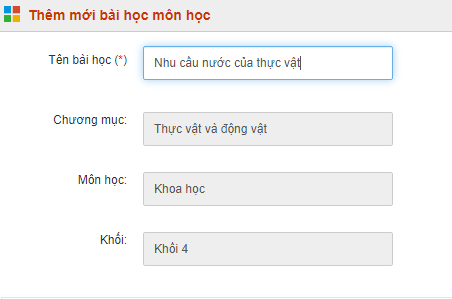 Thêm mới bài học môn học
Tên bài học (*)
Nhu cầu nước của thực vật
Chương mục:
Thực vật và động vật
Môn học:
Khoa học
Khối:
Khối 4